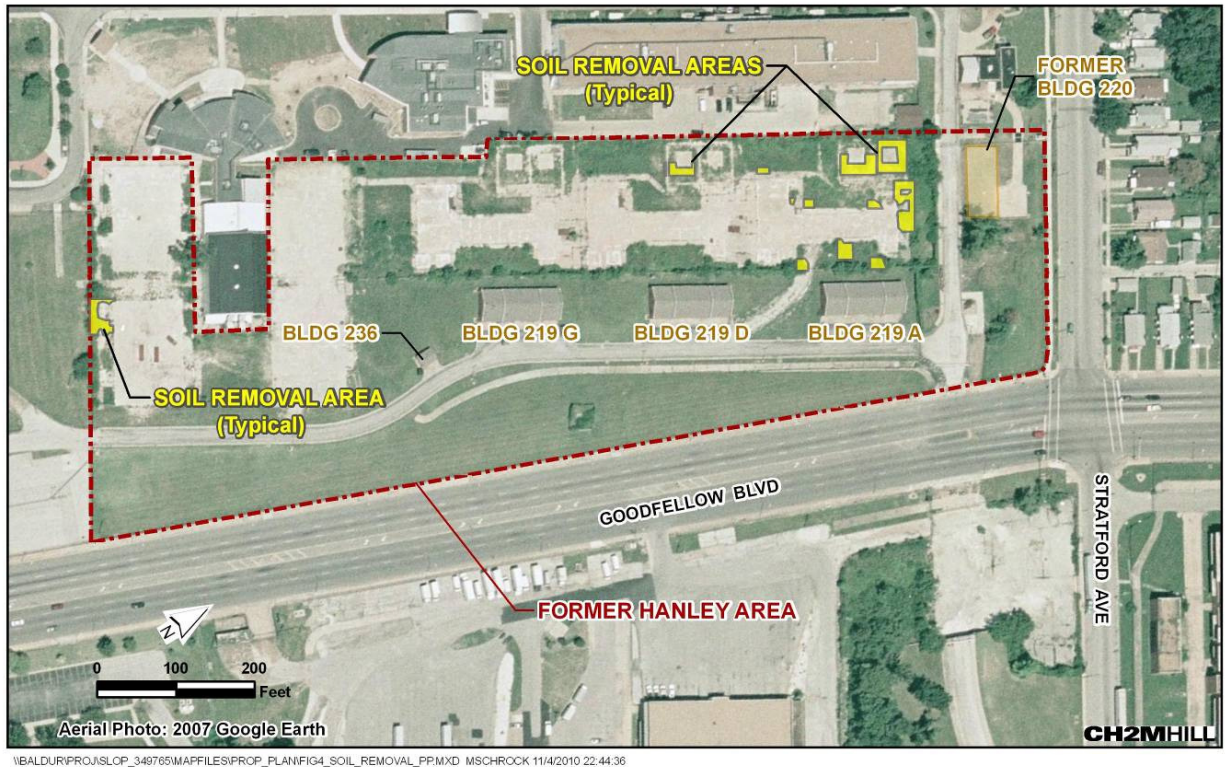 SOIL REMOVAL AREAS
(Typical)
FORMER
BLDG 220
BLDG 236
BLDG 219 G
BLDG 219 D
BLDG 219 A
SOIL REMOVAL AREA
(Typical)
GOODFELLOW BLVD
STRATFORD AVE
FORMER HANLEY AREA
N
0 100 200
Feet
Aerial Photo: 2007 Google Earth
CH2MHILL
\\BALDUR\PROJ\SLOP_349765\MAPFILES\PROP_PLAN\FIG4_SOIL_REMOVAL_PP.MXD MSCHROCK 11/4/2010 22:44:36